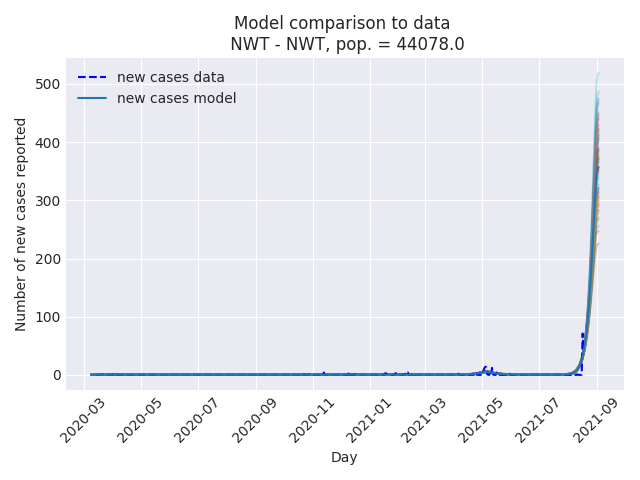 Model comparison to data
NWT - NWT, pop. = 44078.0
new cases data
new cases model
Number of new cases reported
500
400
300
200
100
0
2020-03
2020-05
2020-07
2020-09
2020-11
2021-01
2021-03
2021-05
2021-07
2021-09
Day